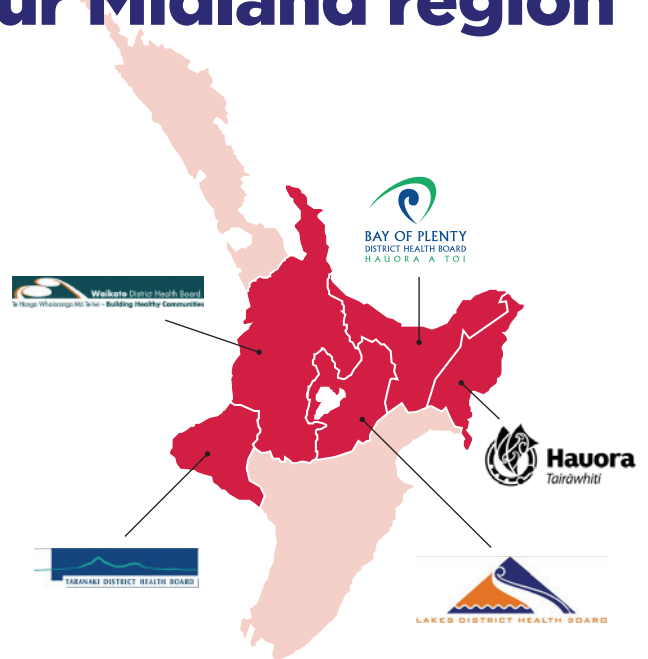 ur Midland region
BAY OF PLENTY
DISTRICT HEALTH BOARD
HAUORA A TOI
Waikato District Health Board
Te Hanga Whaioranga Mō Te Iwi - Building Healthy Communities
Hauora
Tairāwhiti
TARANAKI DISTRICT HEALTH BOARD
LAKES DISTRICT HEALTH BOARD